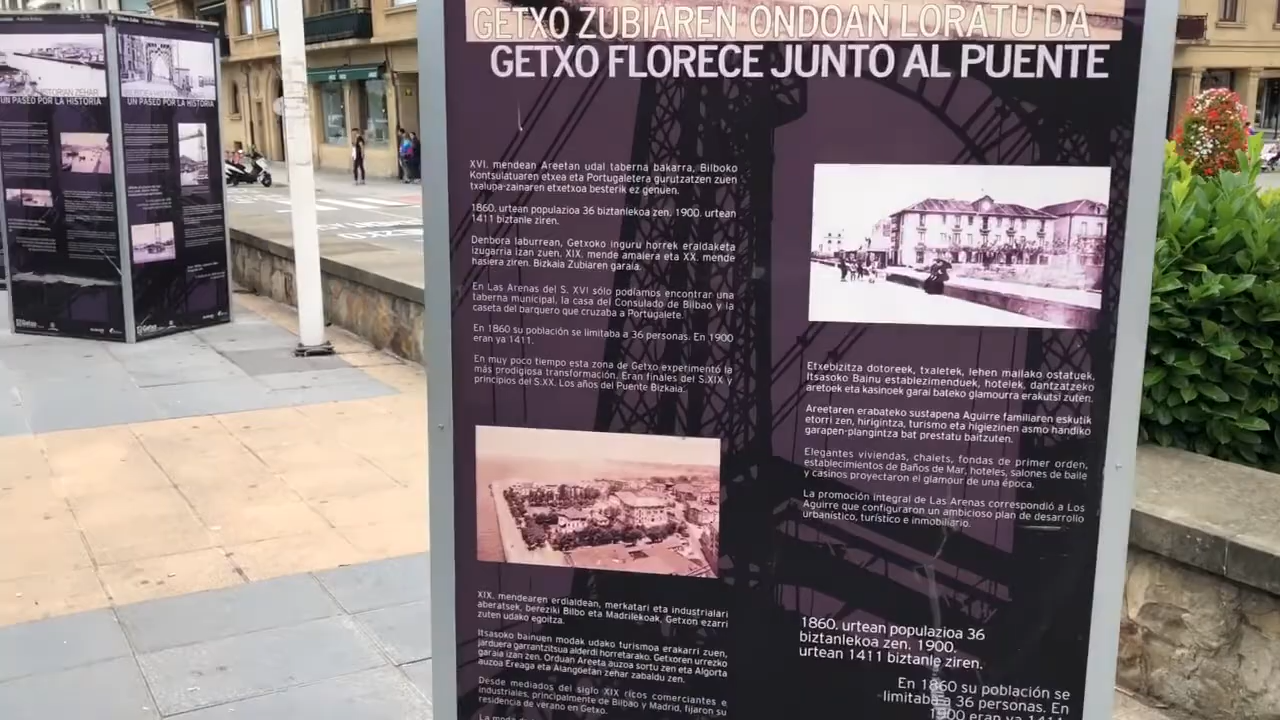 GETXO ZUBIAREN ONDOAN LORATU DA
GETXO FLORECE JUNTO AL PUENTE
XVI. mendean Areetan udal taberna bakarra, Bilboko
Kontsulatuaren etxea eta Portugaletera gurutzatzen zuen
txalupa-zainaren etxetxoa besterik ez genuen.
1860. urtean populazioa 36 biztanlekoa zen. 1900. urtean
1411 biztanle ziren.
Denbora laburrean, Getxoko inguru horrek eraldaketa
izugarria izan zuen. XIX. mende amaiera eta XX. mende
hasiera ziren. Bizkaia Zubiaren garaia.
En Las Arenas del S. XVI sólo podíamos encontrar una
taberna municipal, la casa del Consulado de Bilbao y la
caseta del barquero que cruzaba a Portugalete.
En 1860 su población se limitaba a 36 personas. En 1900
eran ya 1411.
En muy poco tiempo esta zona de Getxo experimentó la
más prodigiosa transformación. Eran finales del S.XIX y
principios del S.XX. Los años del Puente Bizkaia.
XIX. mendearen erdialdean, merkatari eta industrialari
aberatsek, bereziki Bilbo eta Madrilekoak, Getxon ezarri
zuten udako egoitza.
Itsasoko bainuen modak udako turismoa erakarri zuen,
jarduera garrantzitsua alderdi horretarako. Getxoren urrezko
garaia izan zen. Orduan Areeta auzoa sortu zen eta Algorta
auzoa Ereaga eta Alangoetan zehar zabaldu zen.
Desde mediados del siglo XIX ricos comerciantes e
industriales, principalmente de Bilbao y Madrid, fijaron su
residencia de verano en Getxo.
La moda
Etxebizitza dotoreek, txaletek, lehen mailako ostatuek,
Itsasoko Bainu establezimenduek, hotelek, dantzatzeko
aretoek eta kasinoek garai bateko glamourra erakutsi zuten.
Areetaren erabateko sustapena Aguirre familiaren eskutik
etorri zen, hirigintza, turismo eta higiezinen asmo handiko
garapen-plangintza bat prestatu baitzuten.
Elegantes viviendas, chalets, fondas de primer orden,
establecimientos de Baños de Mar, hoteles, salones de baile
y casinos proyectaron el glamour de una época.
La promoción integral de Las Arenas correspondió a Los
Aguirre que configuraron un ambicioso plan de desarrollo
urbanístico, turístico e inmobiliario.
1860. urtean populazioa 36
biztanlekoa zen. 1900.
urtean 1411 biztanle ziren.
En 1860 su población se
limitaba a 36 personas. En
1900 eran ya 1411
HISTORIAN ZEHAR
UN PASEO POR LA HISTORIA
UN PASEO POR LA HISTORIA
Getxo